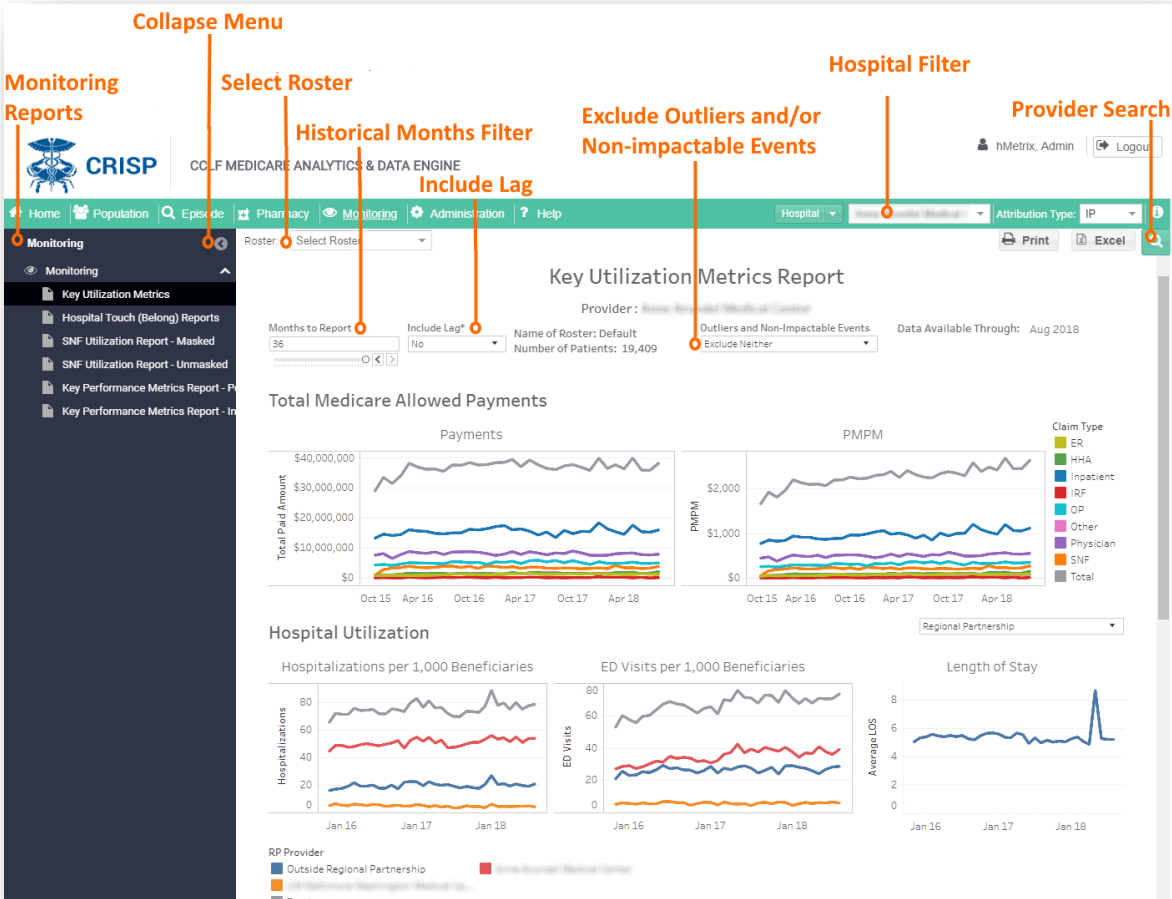 Collapse Menu
Monitoring
Reports
Select Roster
Hospital Filter
Historical Months Filter
Exclude Outliers and/or
Non-impactable Events
Provider Search
CRISP
CCLF MEDICARE ANALYTICS & DATA ENGINE
hMetrix, Admin
Logout
Include Lag
Home
Population
Episode
Pharmacy
Monitoring
Administration
? Help
Hospital
Attribution Type:
IP
Monitoring
Roster:
Select Roster
Print
Excel
Monitoring
Key Utilization Metrics
Hospital Touch (Belong) Reports
SNF Utilization Report - Masked
SNF Utilization Report - Unmasked
Key Performance Metrics Report - P
Key Performance Metrics Report - In
Key Utilization Metrics Report
Provider :
Months to Report
36
Include Lag*
No
Name of Roster: Default
Number of Patients: 19,409
Outliers and Non-Impactable Events
Exclude Neither
Data Available Through: Aug 2018
Total Medicare Allowed Payments
Payments
Total Paid Amount
$40,000,000
$30,000,000
$20,000,000
$10,000,000
$0
Oct 15 Apr 16 Oct 16 Apr 17 Oct 17 Apr 18
PMPM
PMPM
$2,000
$1,000
$0
Oct 15 Apr 16 Oct 16 Apr 17 Oct 17 Apr 18
Claim Type
ER
HHA
Inpatient
IRF
OP
Other
Physician
SNF
Total
Hospital Utilization
Regional Partnership
Hospitalizations per 1,000 Beneficiaries
Hospitalizations
80
60
40
20
0
Jan 16 Jan 17 Jan 18
ED Visits per 1,000 Beneficiaries
ED Visits
80
60
40
20
0
Jan 16 Jan 17 Jan 18
Length of Stay
Average LOS
8
6
4
2
0
Jan 16 Jan 17 Jan 18
RP Provider
Outside Regional Partnership